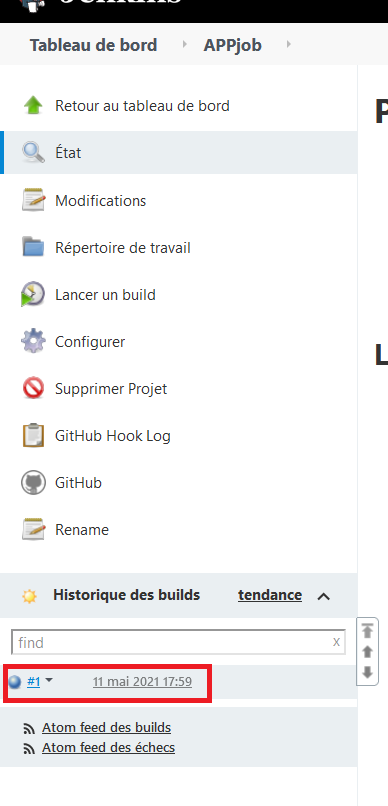 Jenkins
Tableau de bord
APPjob
Retour au tableau de bord
État
Modifications
Répertoire de travail
Lancer un build
Configurer
Supprimer Projet
GitHub Hook Log
GitHub
Rename
Historique des builds tendance
find x
#1 11 mai 2021 17:59
Atom feed des builds
Atom feed des échecs